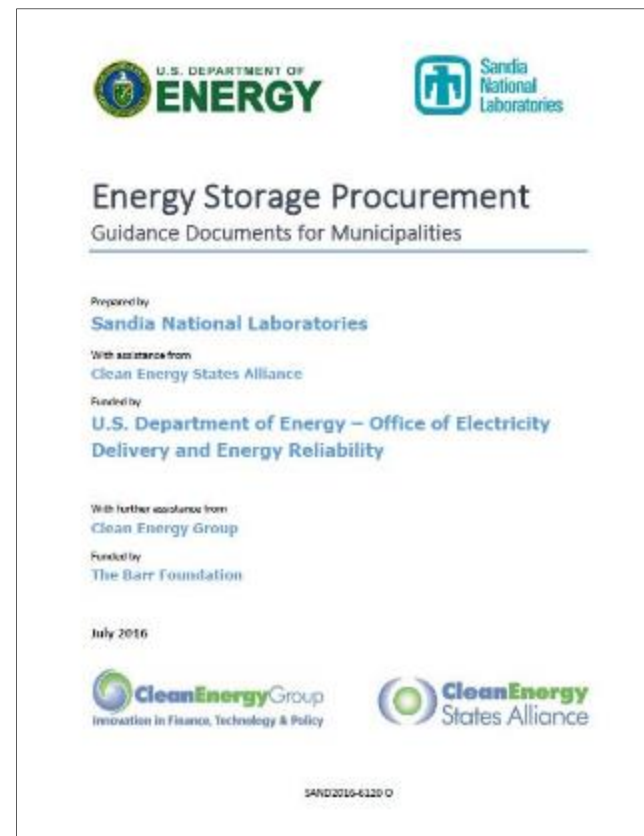 U.S. DEPARTMENT OF
ENERGY
Sandia
National
Laboratories
Energy Storage Procurement
Guidance Documents for Municipalities
Prepared by
Sandia National Laboratories
With assistance from
Clean Energy States Alliance
Funded by
U.S. Department of Energy – Office of Electricity
Delivery and Energy Reliability
With further assistance from
Clean Energy Group
Funded by
The Barr Foundation
July 2016
CleanEnergyGroup
Innovation in Finance, Technology & Policy
CleanEnergy
States Alliance
SAND2016-6120 O